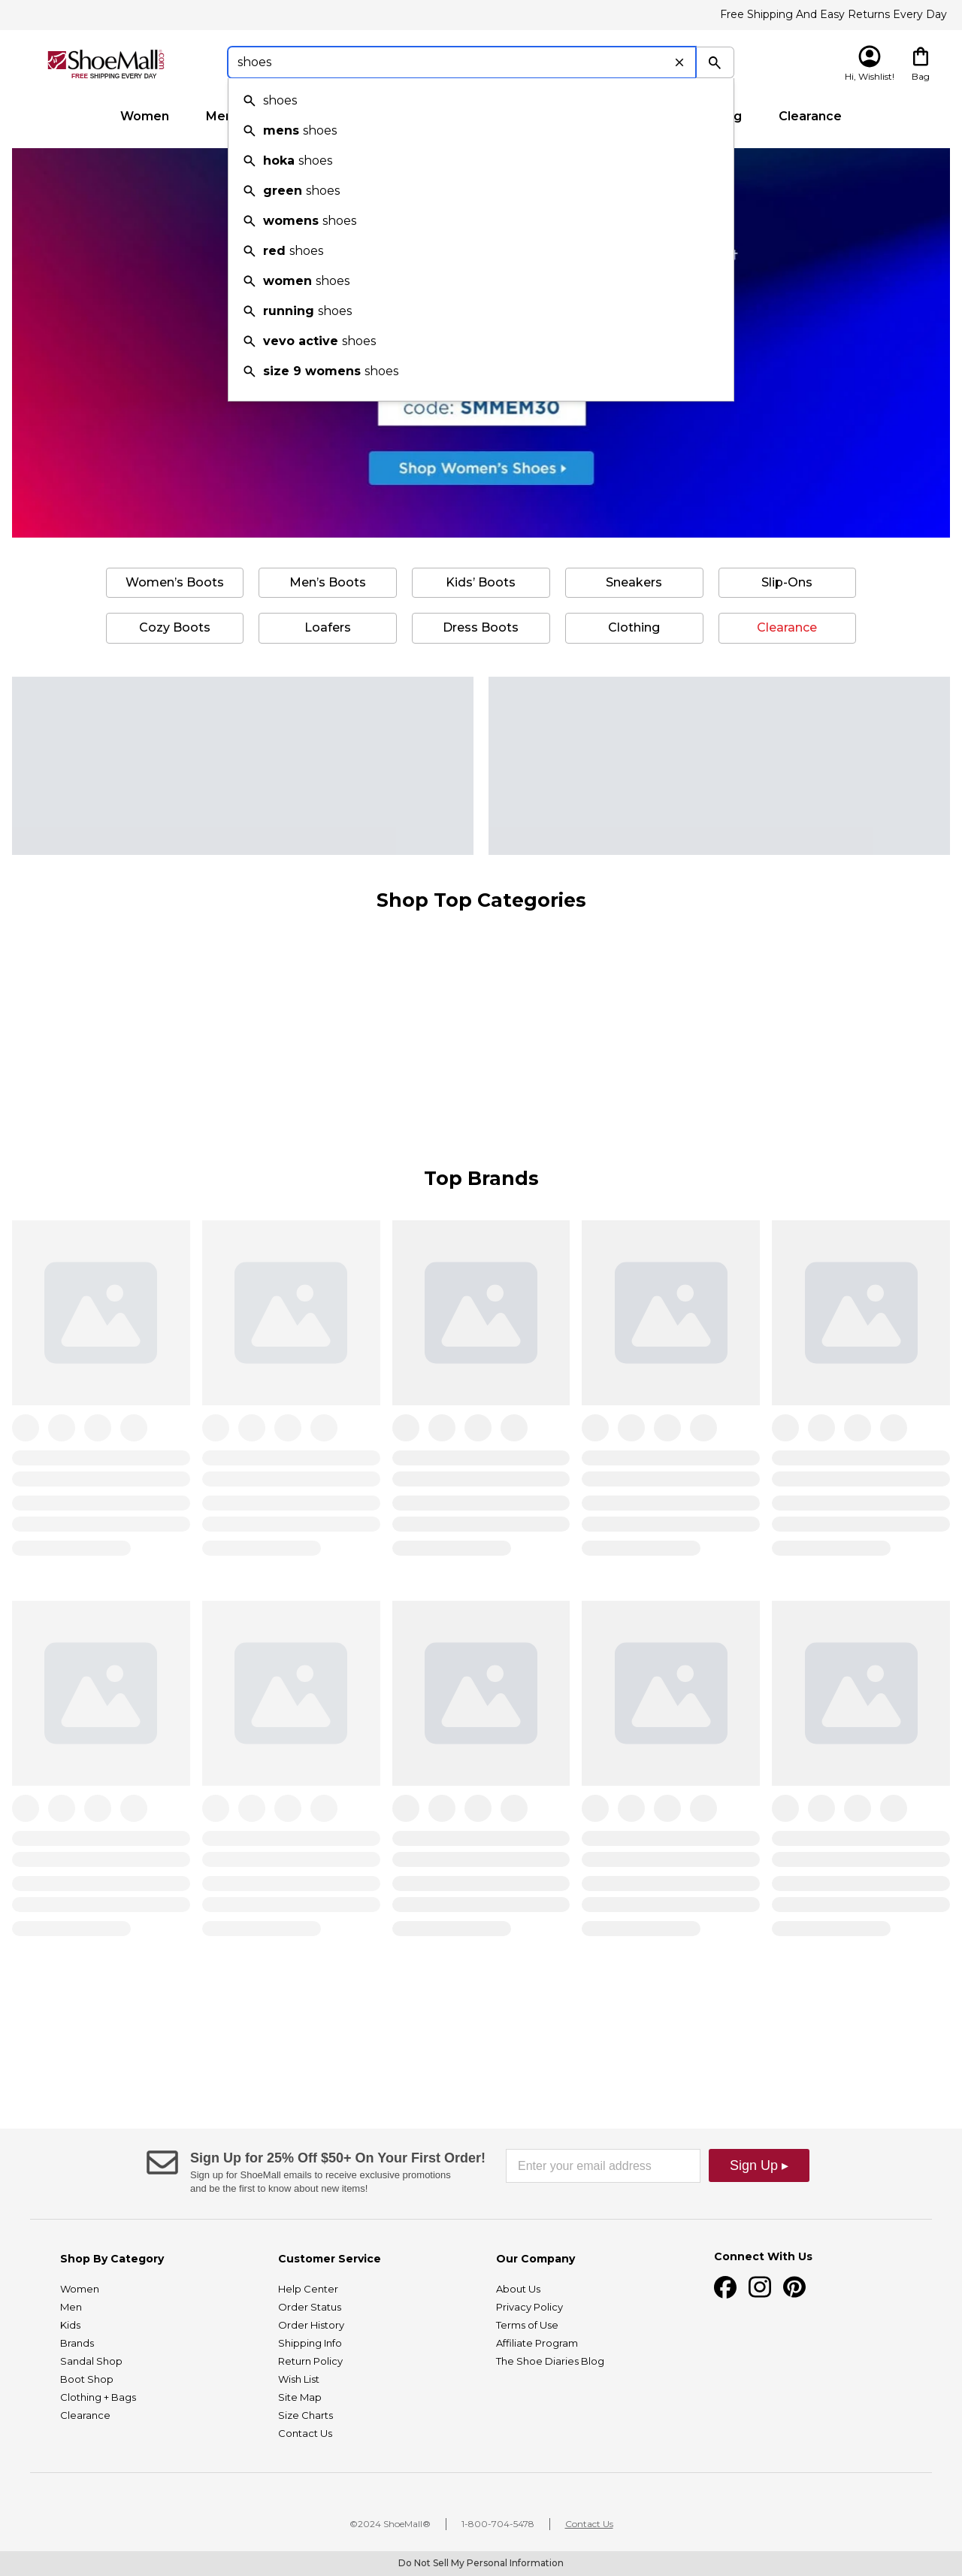 Free Shipping And Easy Returns Every Day
ShoeMall.com
FREE SHIPPING EVERY DAY
shoes
Hi, Wishlist!
Bag
Women
Clearance
shoes
mens shoes
hoka shoes
green shoes
womens shoes
red shoes
women shoes
running shoes
vevo active shoes
size 9 womens shoes
code: SMMEM30
Shop Women's Shoes
Women's Boots
Men's Boots
Kids' Boots
Sneakers
Slip-Ons
Cozy Boots
Loafers
Dress Boots
Clothing
Clearance
Shop Top Categories
Top Brands
Sign Up for 25% Off $50+ On Your First Order!
Sign up for ShoeMall emails to receive exclusive promotions
and be the first to know about new items!
Enter your email address
Sign Up ▸
Shop By Category
Women
Men
Kids
Brands
Sandal Shop
Boot Shop
Clothing + Bags
Clearance
Customer Service
Help Center
Order Status
Order History
Shipping Info
Return Policy
Wish List
Site Map
Size Charts
Contact Us
Our Company
About Us
Privacy Policy
Terms of Use
Affiliate Program
The Shoe Diaries Blog
Connect With Us
©2024 ShoeMall®
1-800-704-5478
Contact Us
Do Not Sell My Personal Information